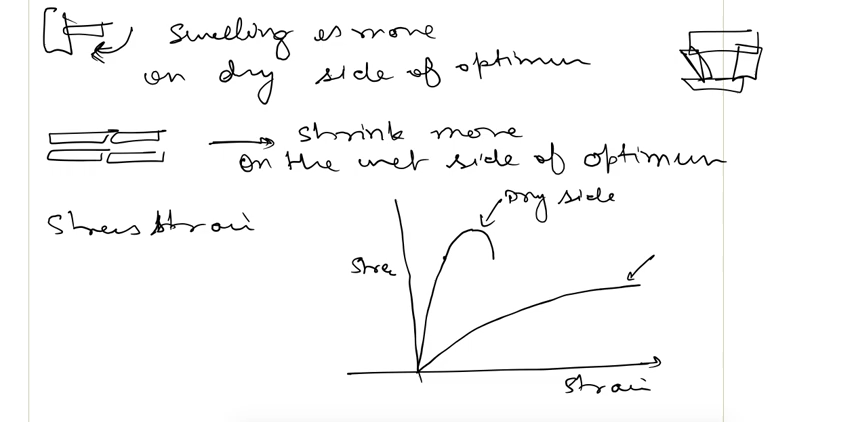 Swelling is more
on dry side of optimum
shrink more
on the wet side of optimum
Stress strain
Dry side
Stre
Strain